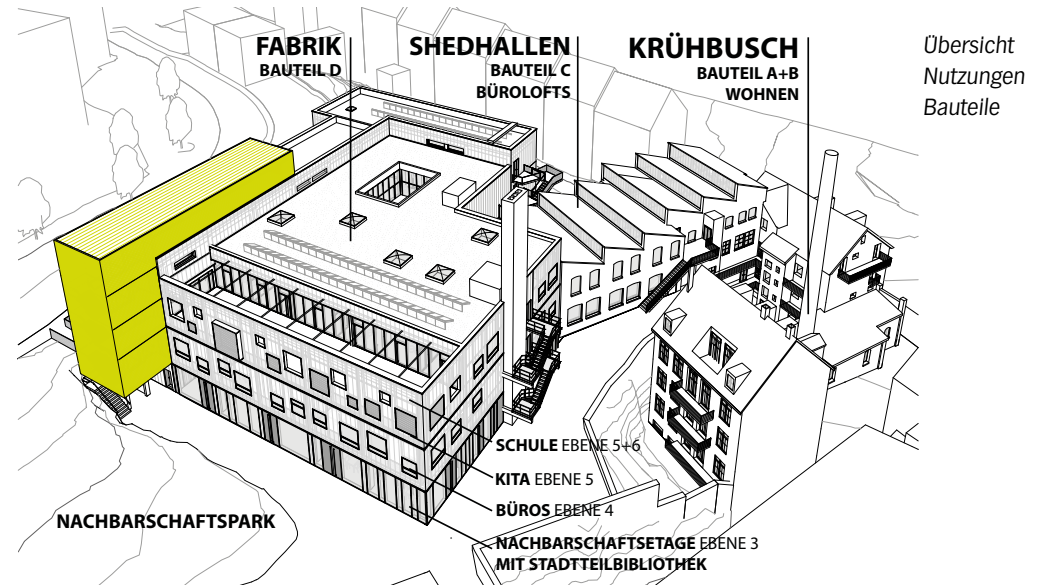 FABRIK
BAUTEIL D
SHEDHALLEN
BAUTEIL C
BÜROLOFTS
KRÜHBUSCH
BAUTEIL A+B
WOHNEN
Übersicht
Nutzungen
Bauteile
SCHULE EBENE 5+6
KITA EBENE 5
BÜROS EBENE 4
NACHBARSCHAFTSETAGE EBENE 3
MIT STADTTEILBIBLIOTHEK
NACHBARSCHAFTSPARK